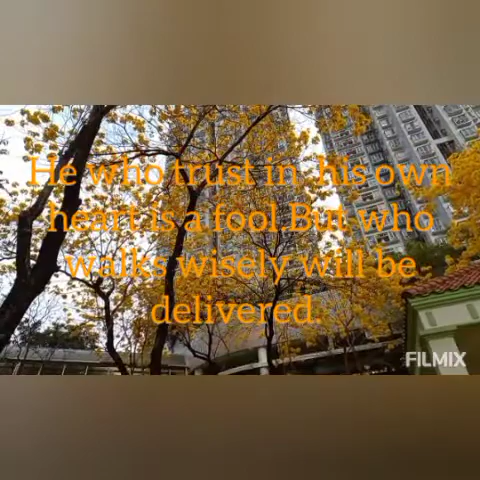 He who trust in his own
heart is a fool.But who
walks wisely will be
delivered.
FILMIX